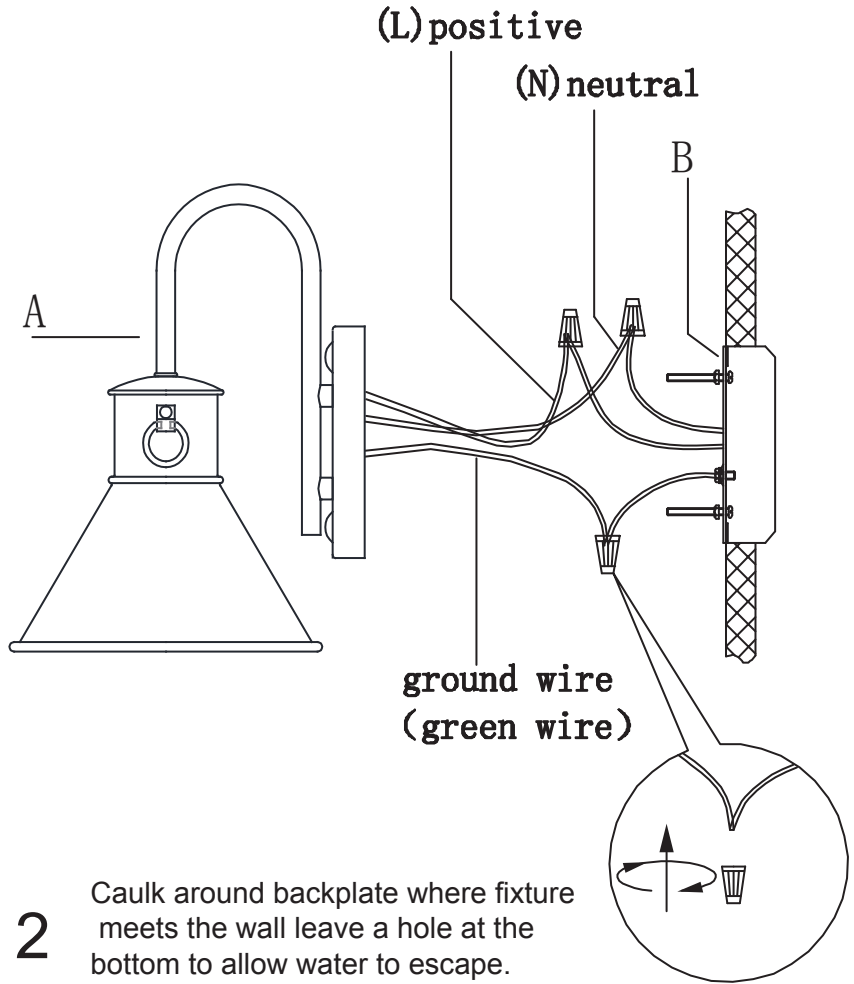 (L)positive
(N)neutral
B
A
ground wire
(green wire)
2
Caulk around backplate where fixture
meets the wall leave a hole at the
bottom to allow water to escape.